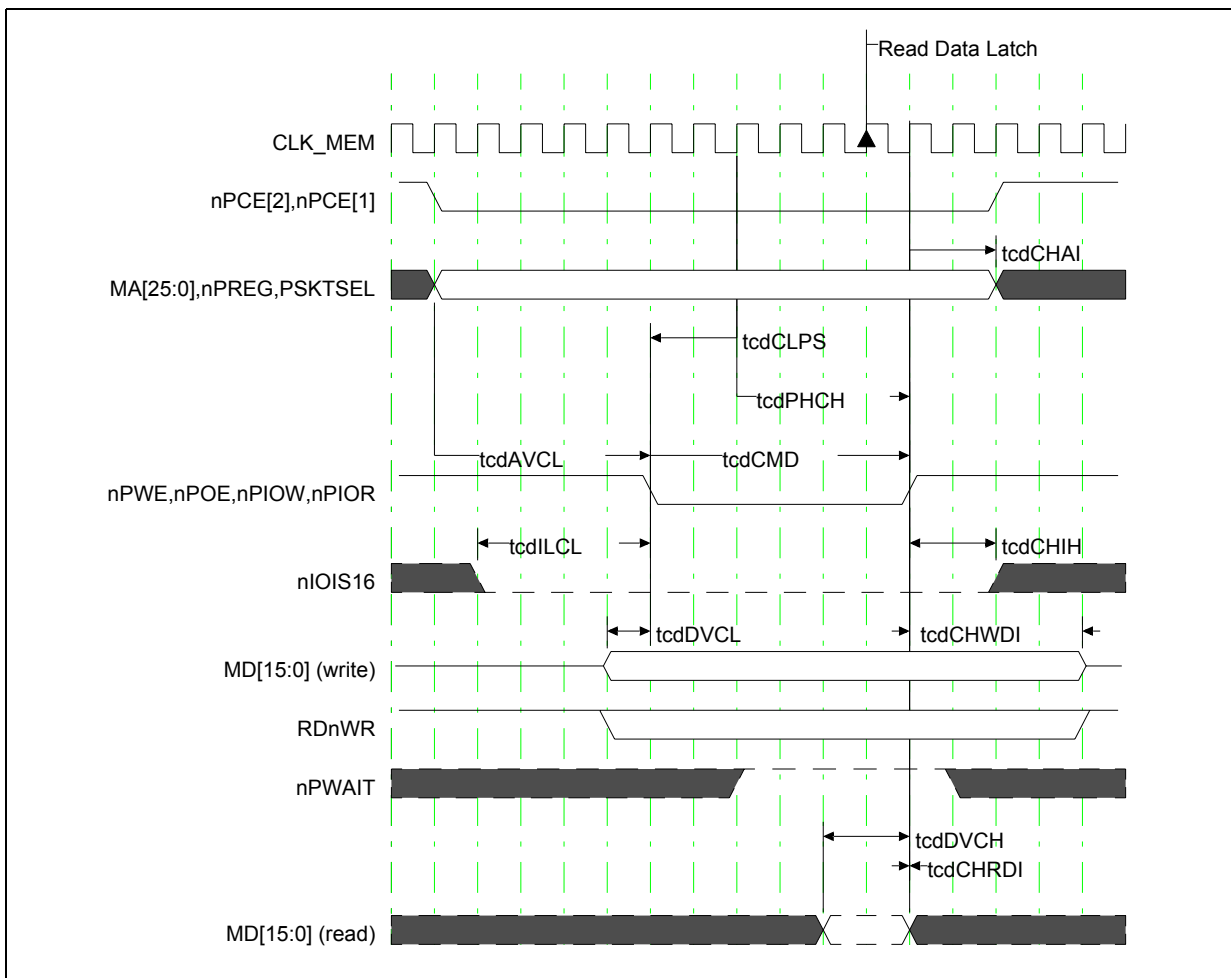 Read Data Latch
CLK_MEM
nPCE[2],nPCE[1]
tcdCHAI
MA[25:0],nPREG,PSKTSEL
tcdCLPS
tcdPHCH
tcdAVCL
tcdCMD
nPWE,nPOE,nPIOW,nPIOR
tcdILCL
tcdCHIH
nIOIS16
tcdDVCL
tcdCHWDI
MD[15:0] (write)
RDnWR
nPWAIT
tcdDVCH
tcdCHRDI
MD[15:0] (read)